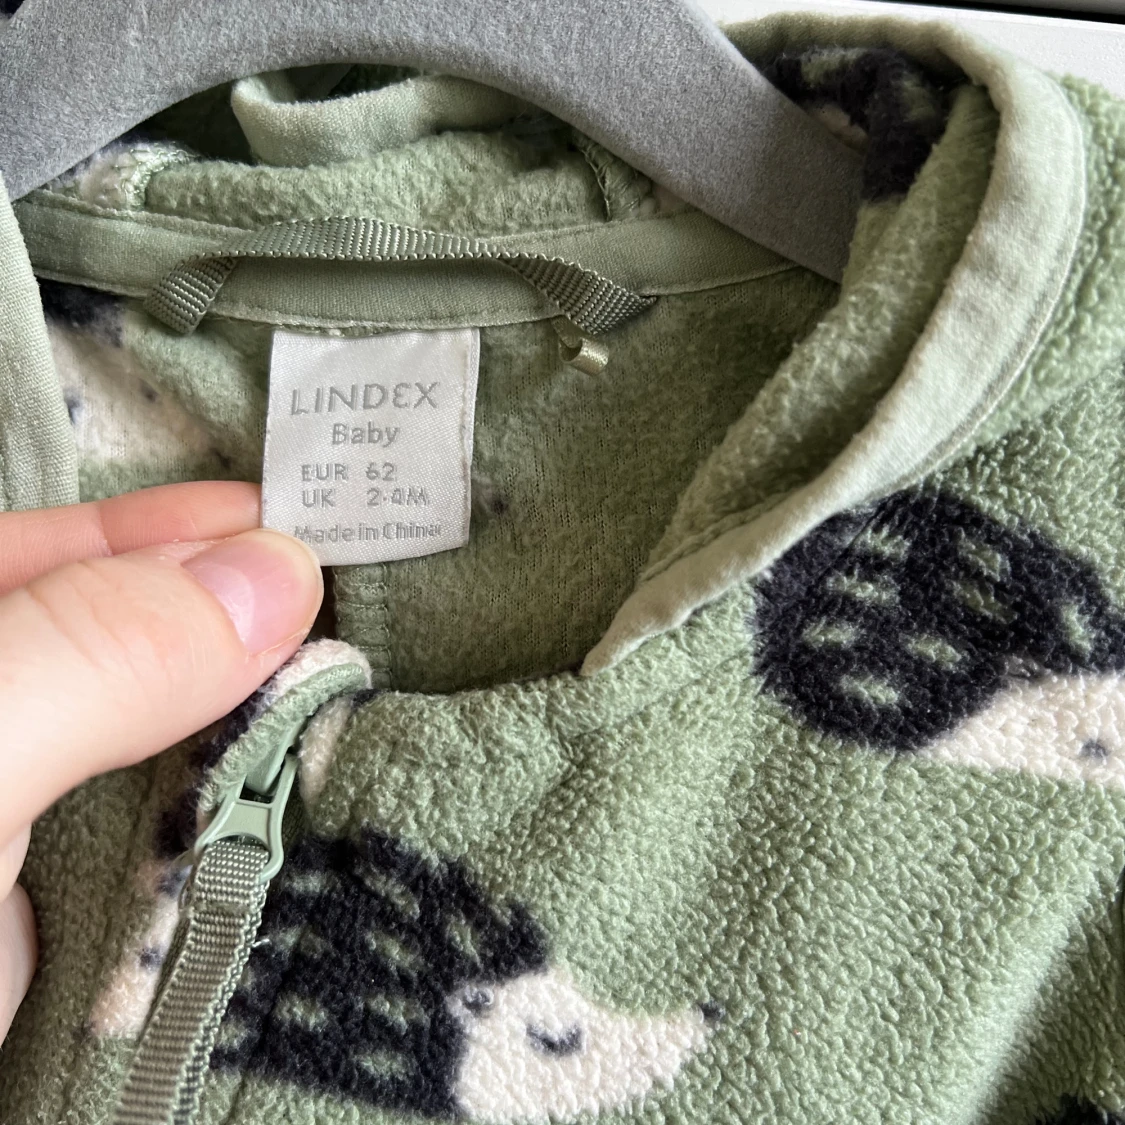 LINDEX
Baby
EUR 62
UK 2-4M
Made in China